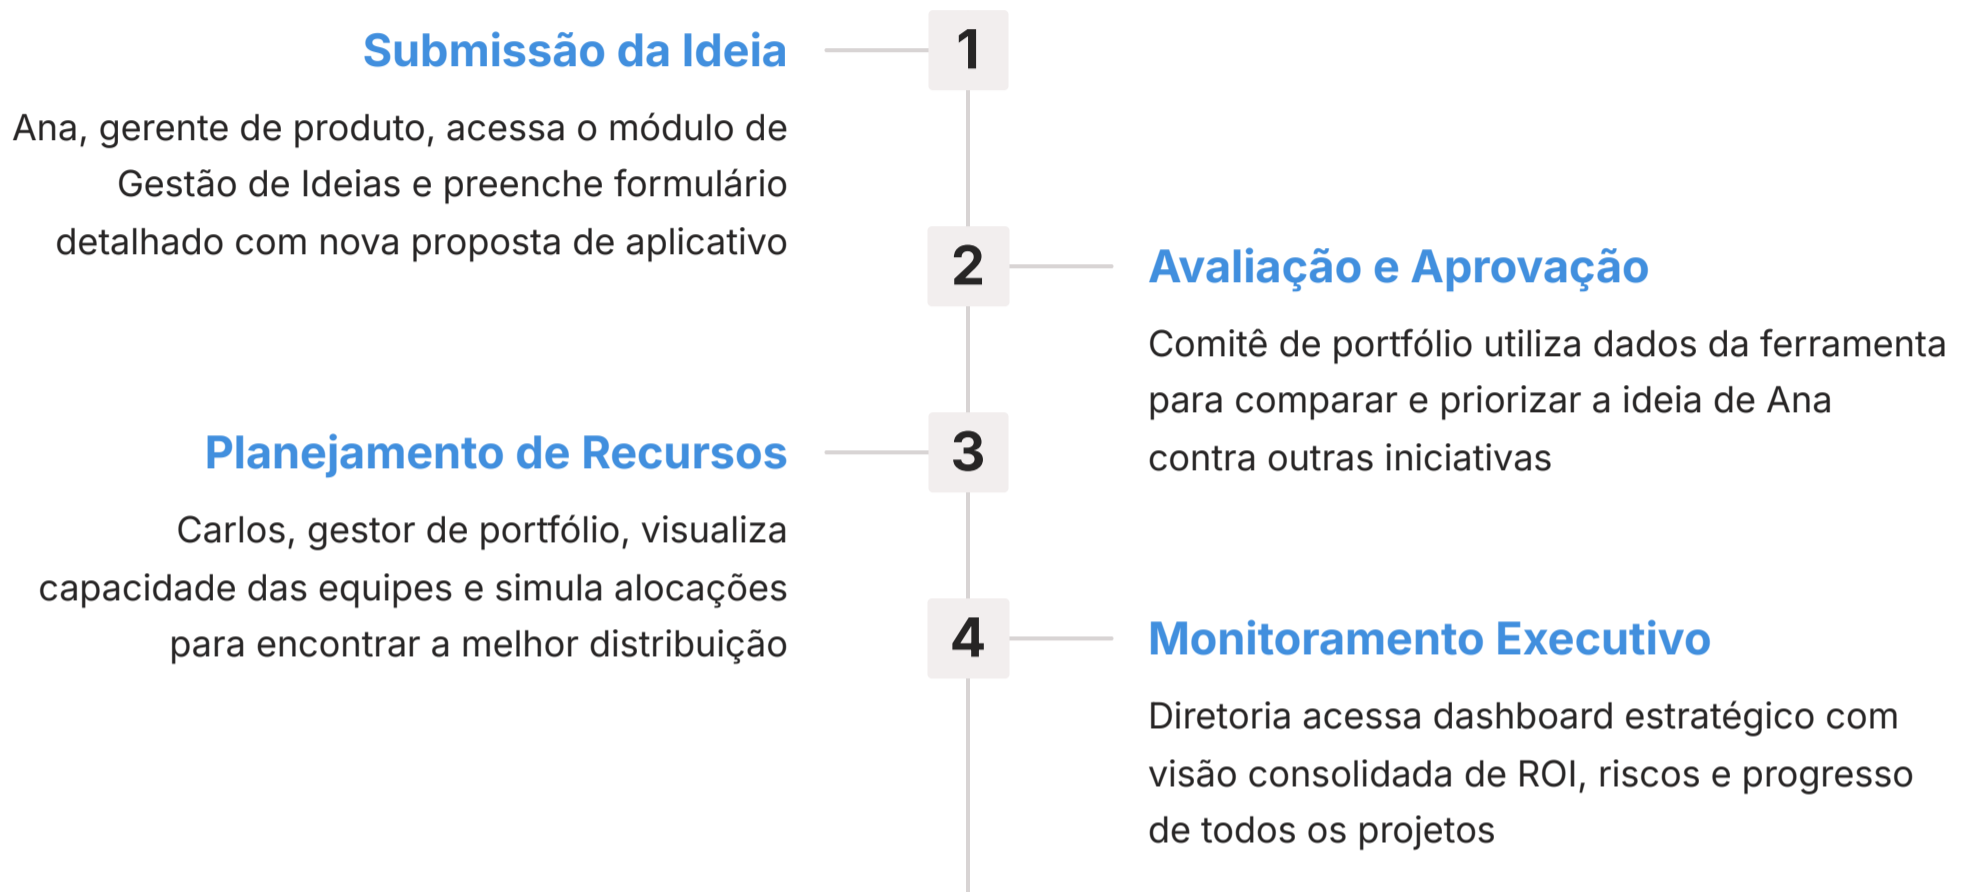 1
Submissão da Ideia
Ana, gerente de produto, acessa o módulo de
Gestão de Ideias e preenche formulário
detalhado com nova proposta de aplicativo
2
Avaliação e Aprovação
Comitê de portfólio utiliza dados da ferramenta
para comparar e priorizar a ideia de Ana
contra outras iniciativas
3
Planejamento de Recursos
Carlos, gestor de portfólio, visualiza
capacidade das equipes e simula alocações
para encontrar a melhor distribuição
4
Monitoramento Executivo
Diretoria acessa dashboard estratégico com
visão consolidada de ROI, riscos e progresso
de todos os projetos